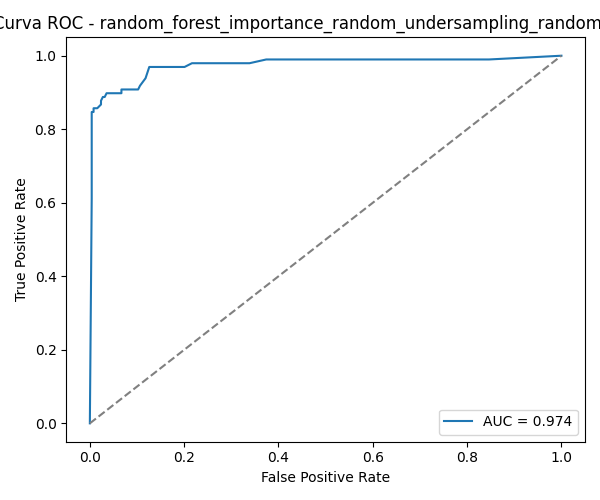 Curva ROC - random_forest_importance_random_undersampling_random
1.0
0.8
0.6
0.4
0.2
0.0
True Positive Rate
AUC = 0.974
0.0 0.2 0.4 0.6 0.8 1.0
False Positive Rate